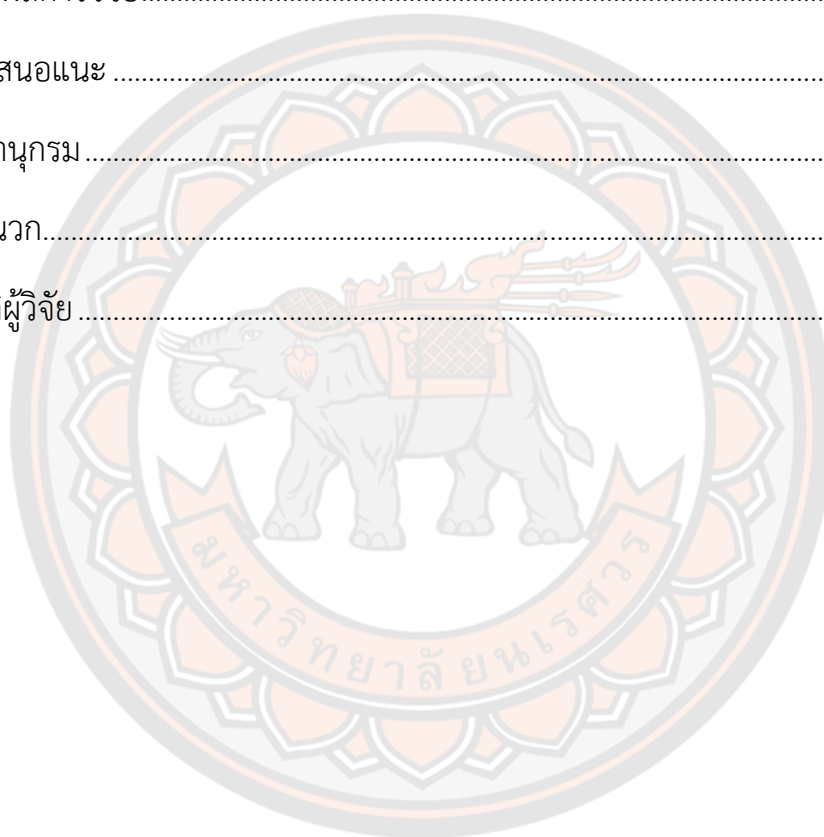 สนอแนะ ....................................................................................................
านุกรม ....................................................................................................
นวก....................................................................................................
ผู้วิจัย ....................................................................................................
มหาวิทยาลัยนเรศวร